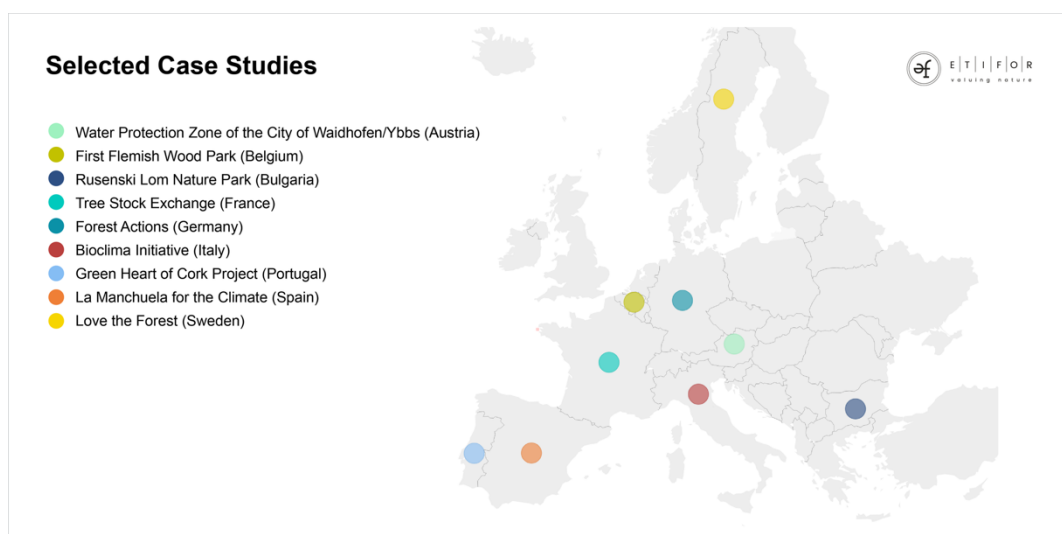 Selected Case Studies
ETIFOR
valuing nature
Water Protection Zone of the City of Waidhofen/Ybbs (Austria)
First Flemish Wood Park (Belgium)
Rusenski Lom Nature Park (Bulgaria)
Tree Stock Exchange (France)
Forest Actions (Germany)
Bioclima Initiative (Italy)
Green Heart of Cork Project (Portugal)
La Manchuela for the Climate (Spain)
Love the Forest (Sweden)